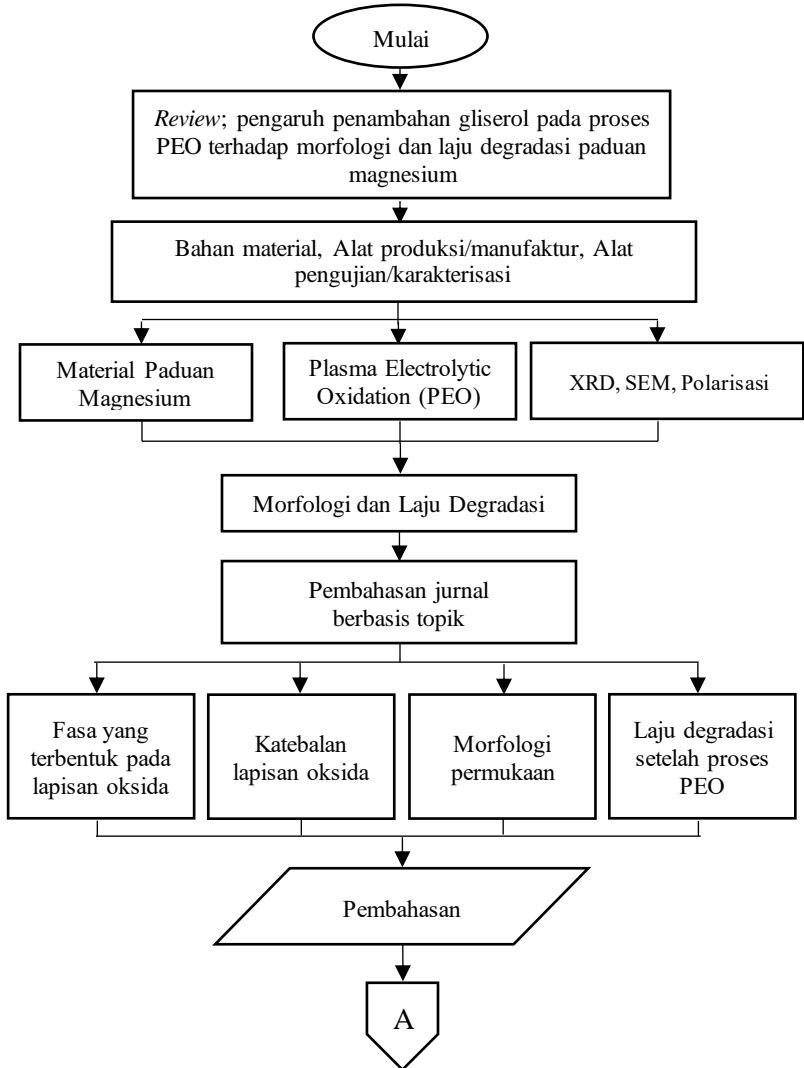 Mulai
Review; pengaruh penambahan gliserol pada proses
PEO terhadap morfologi dan laju degradasi paduan
magnesium
Bahan material, Alat produksi/manufaktur, Alat
pengujian/karakterisasi
Material Paduan
Magnesium
Plasma Electrolytic
Oxidation (PEO)
XRD, SEM, Polarisasi
Morfologi dan Laju Degradasi
Pembahasan jurnal
berbasis topik
Fasa yang
terbentuk pada
lapisan oksida
Katebalan
lapisan oksida
Morfologi
permukaan
Laju degradasi
setelah proses
PEO
Pembahasan
A